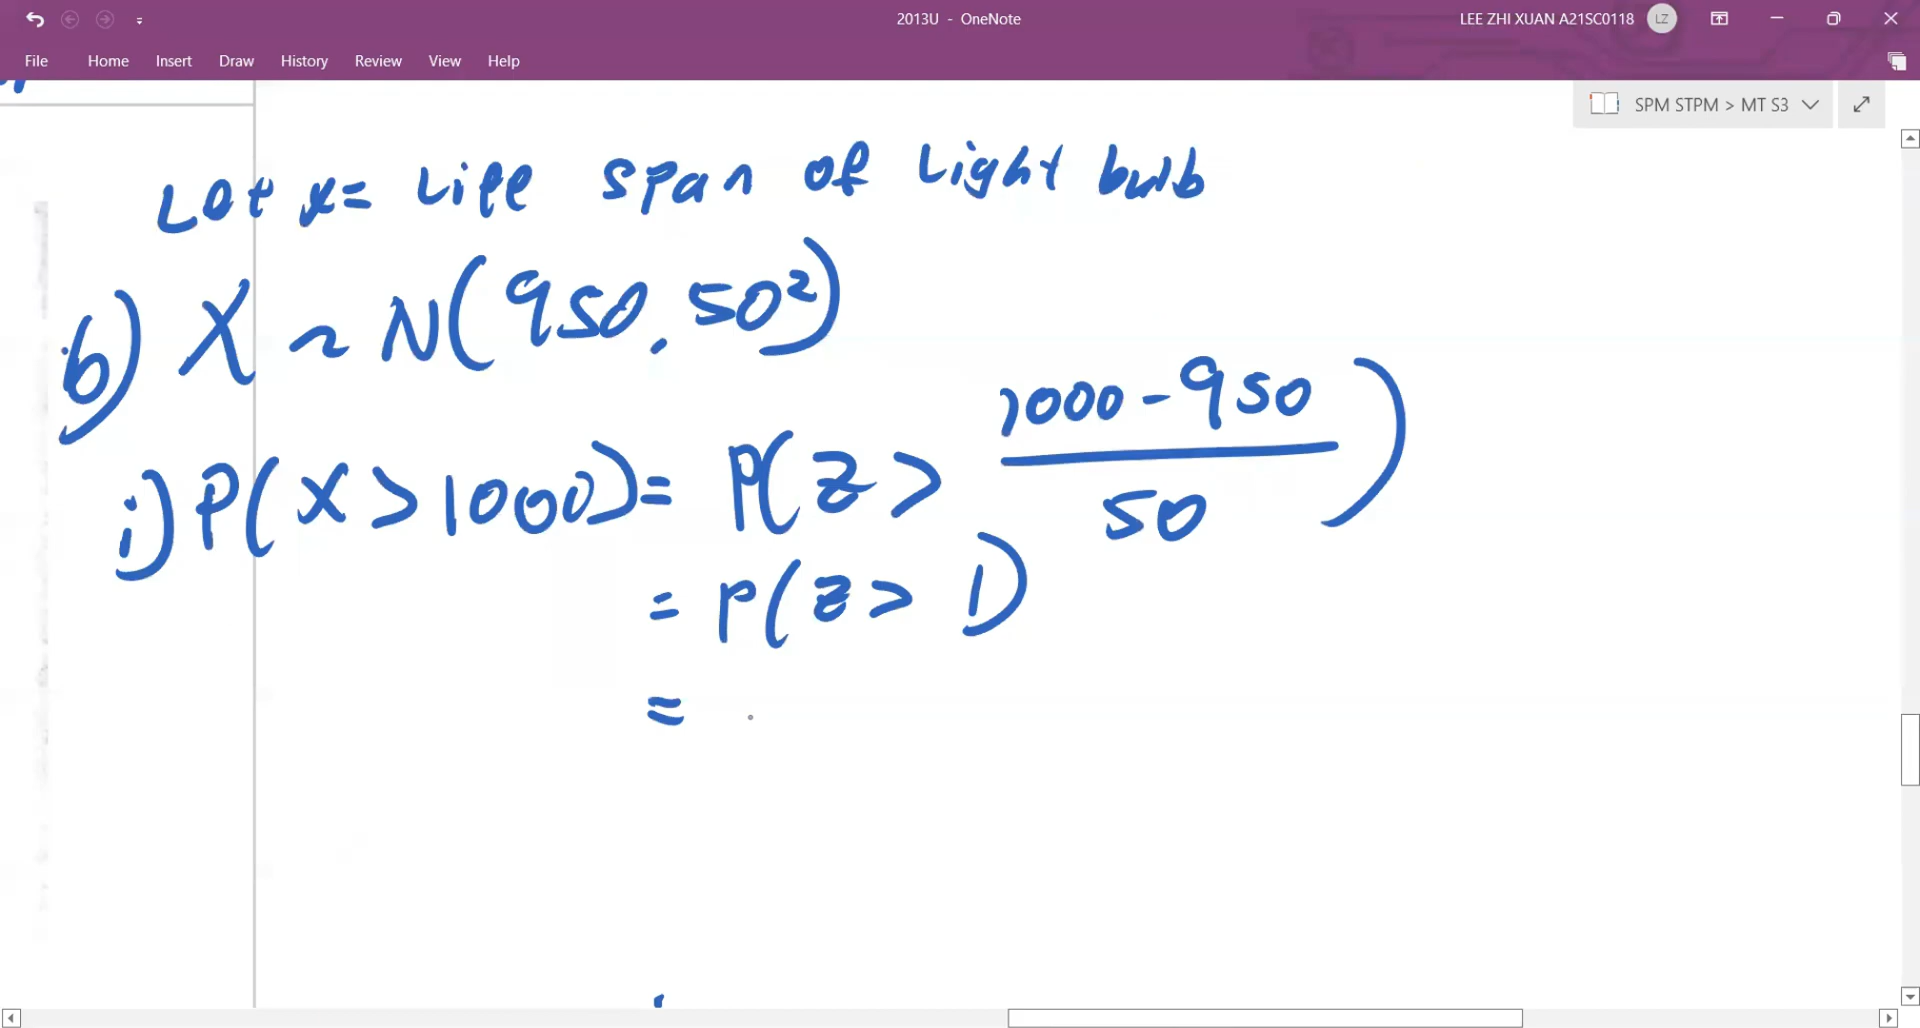 2013U - OneNote
LEE ZHI XUAN A21SC0118
LZ
File Home Insert Draw History Review View Help
SPM STPM > MT S3
Let x = Life span of Light bulb
b) X ~ N(950, 50²)
i) P(X > 1000) = P(Z > (1000 - 950) / 50)
= P(Z > 1)
=